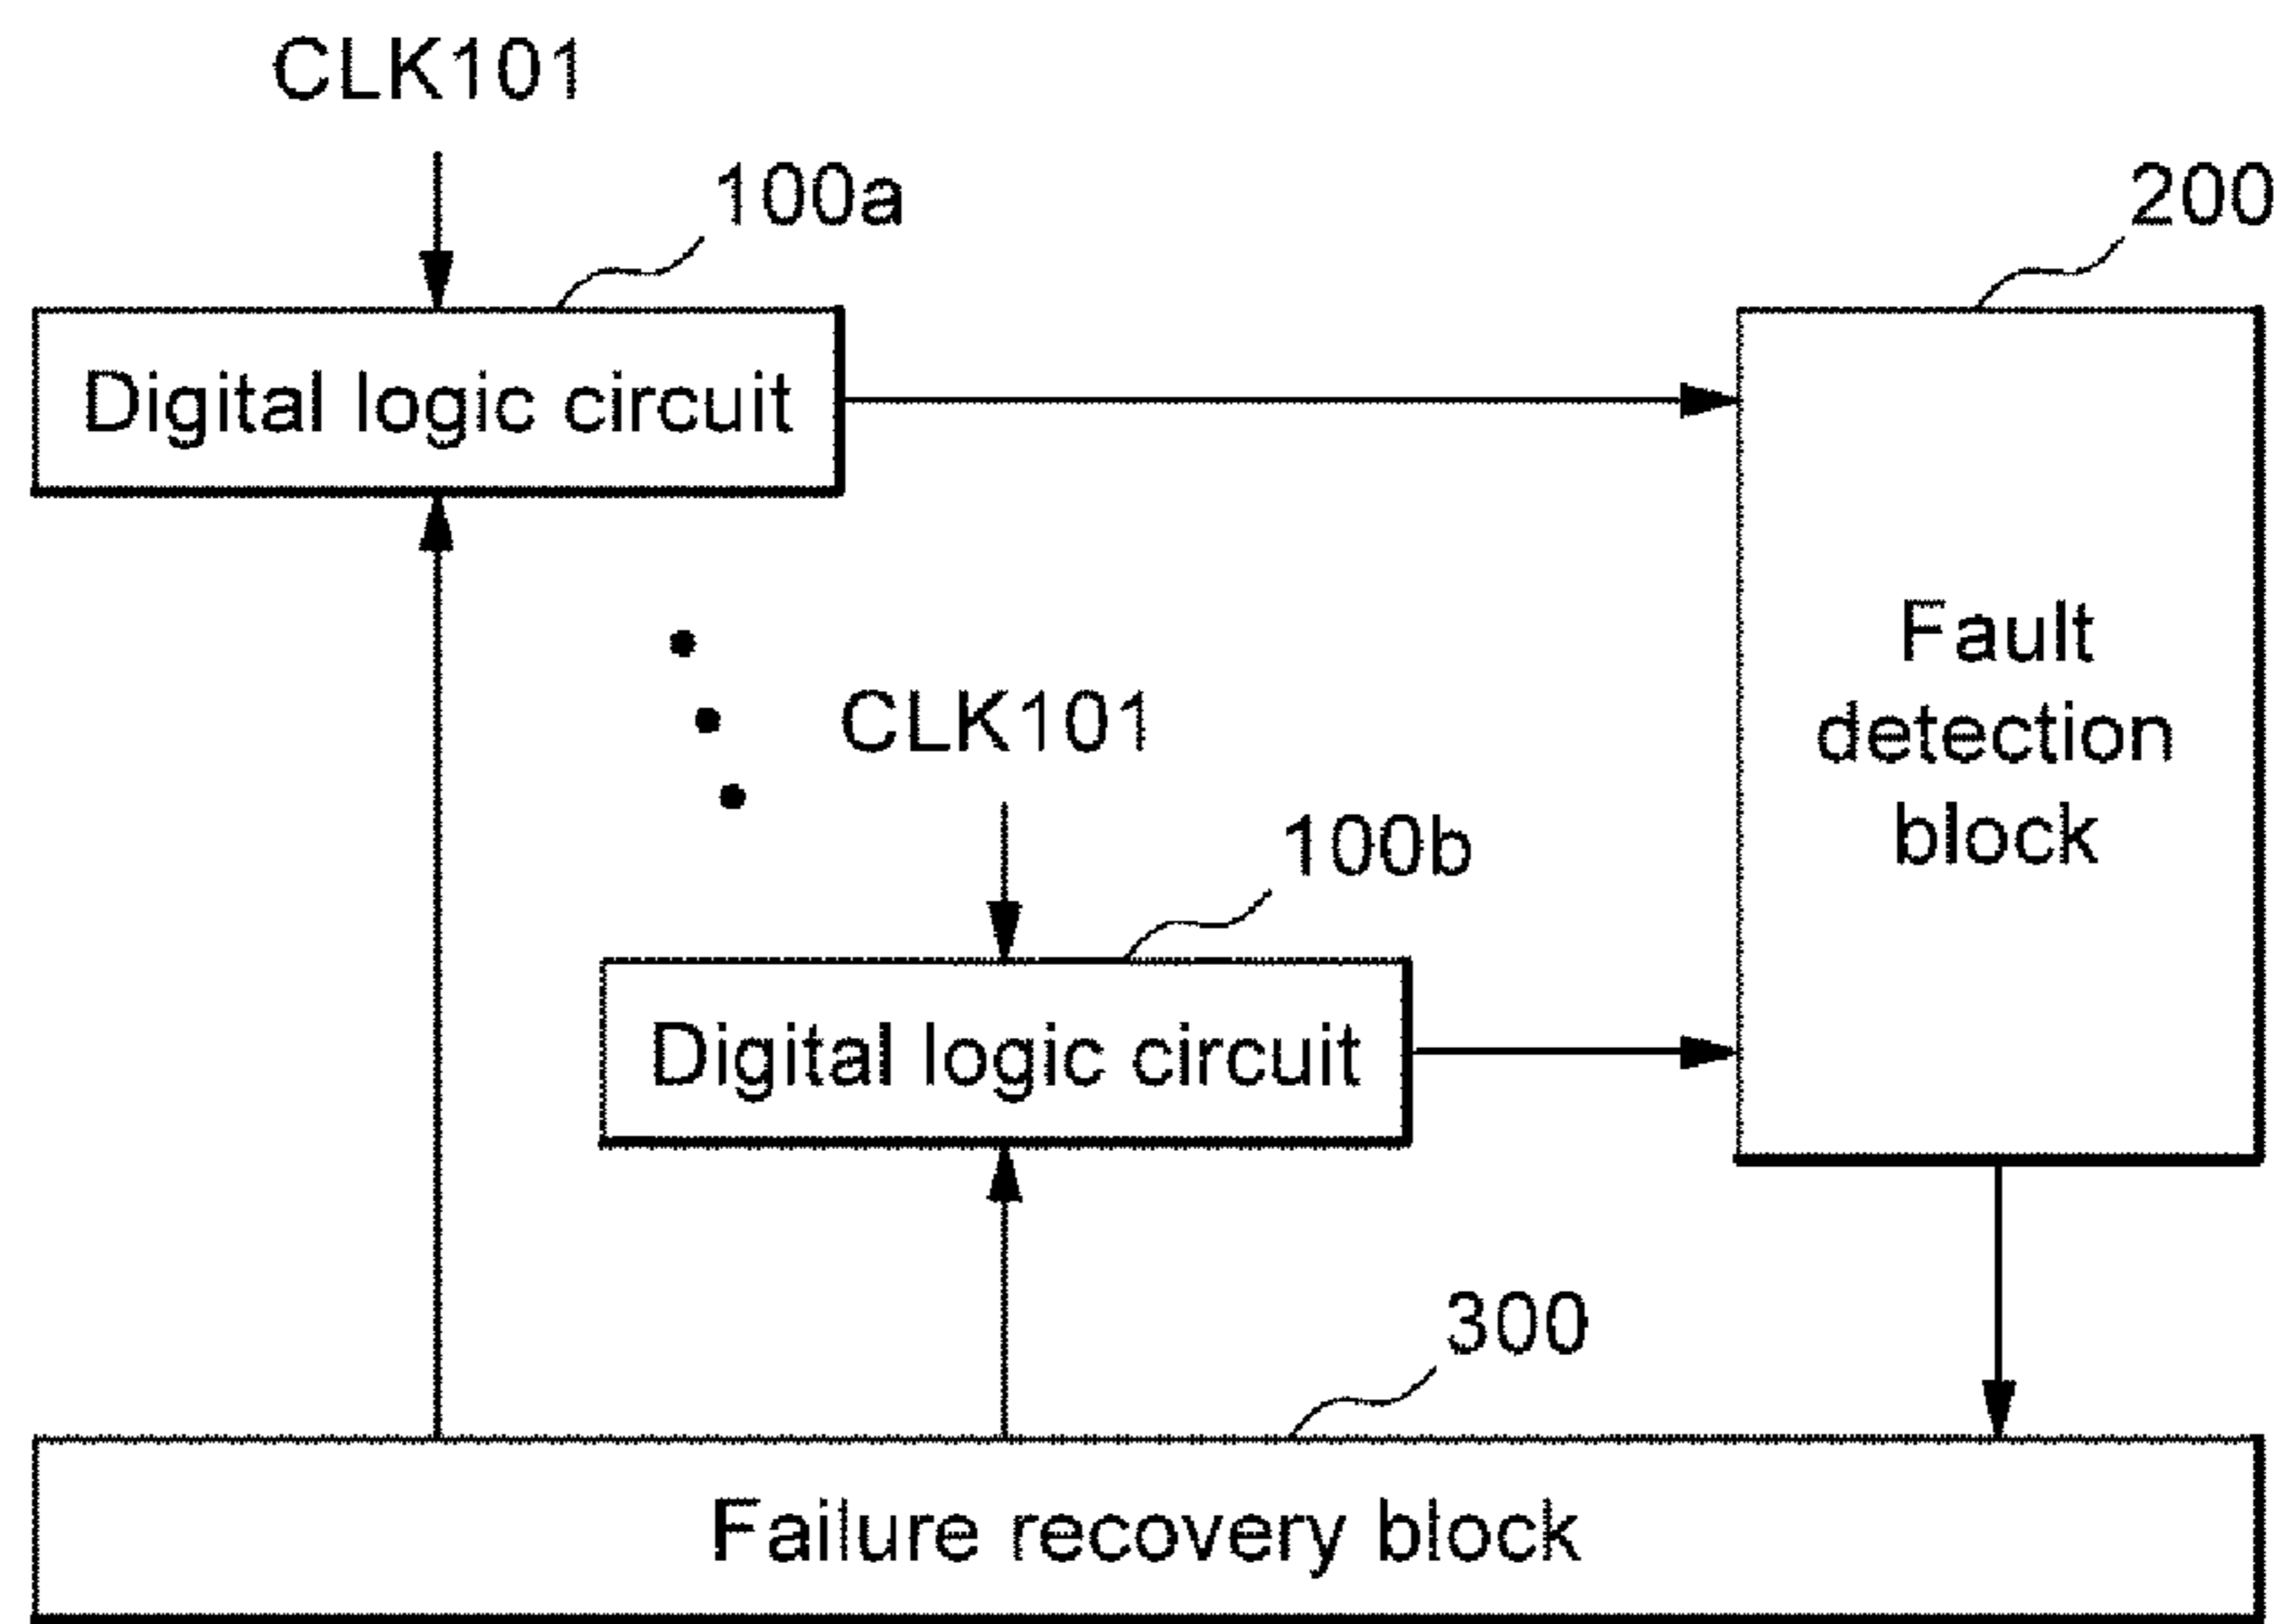 CLK101
100a
200
Digital logic circuit
Fault
detection
block
CLK101
100b
Digital logic circuit
300
Failure recovery block